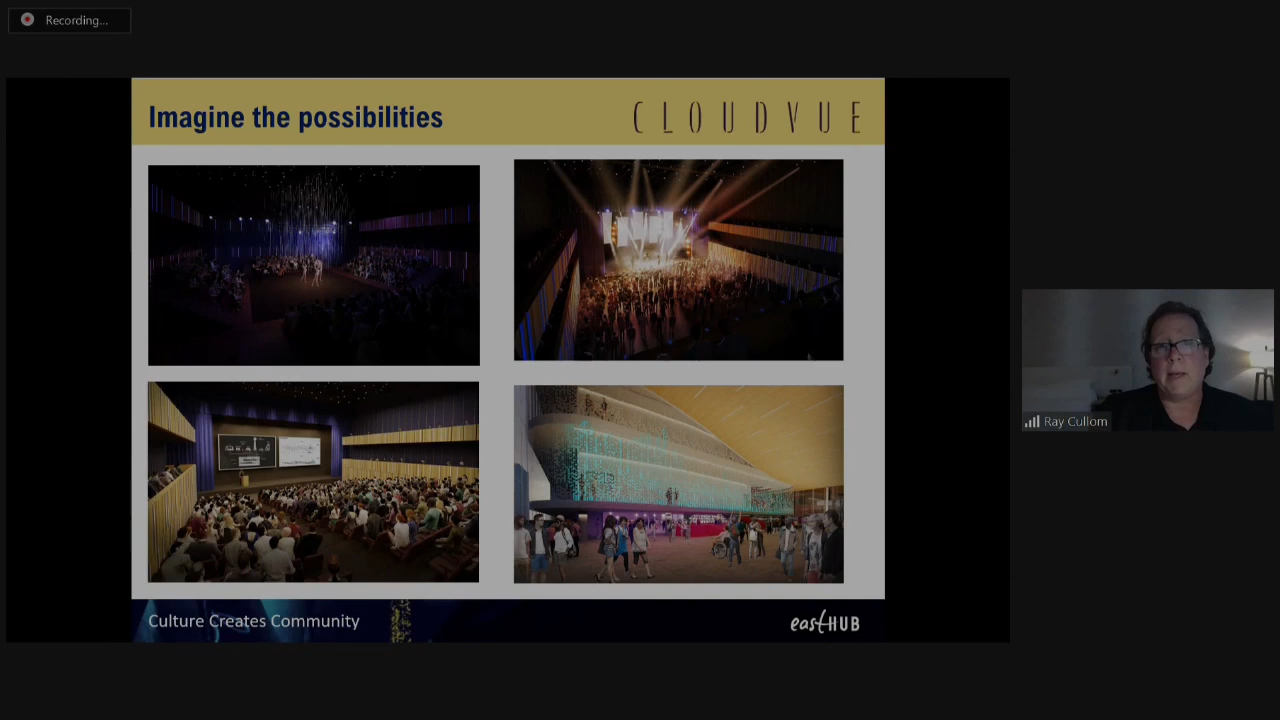 Recording...
Imagine the possibilities
CLOUDVUE
Ray Cullom
Culture Creates Community
eastHUB